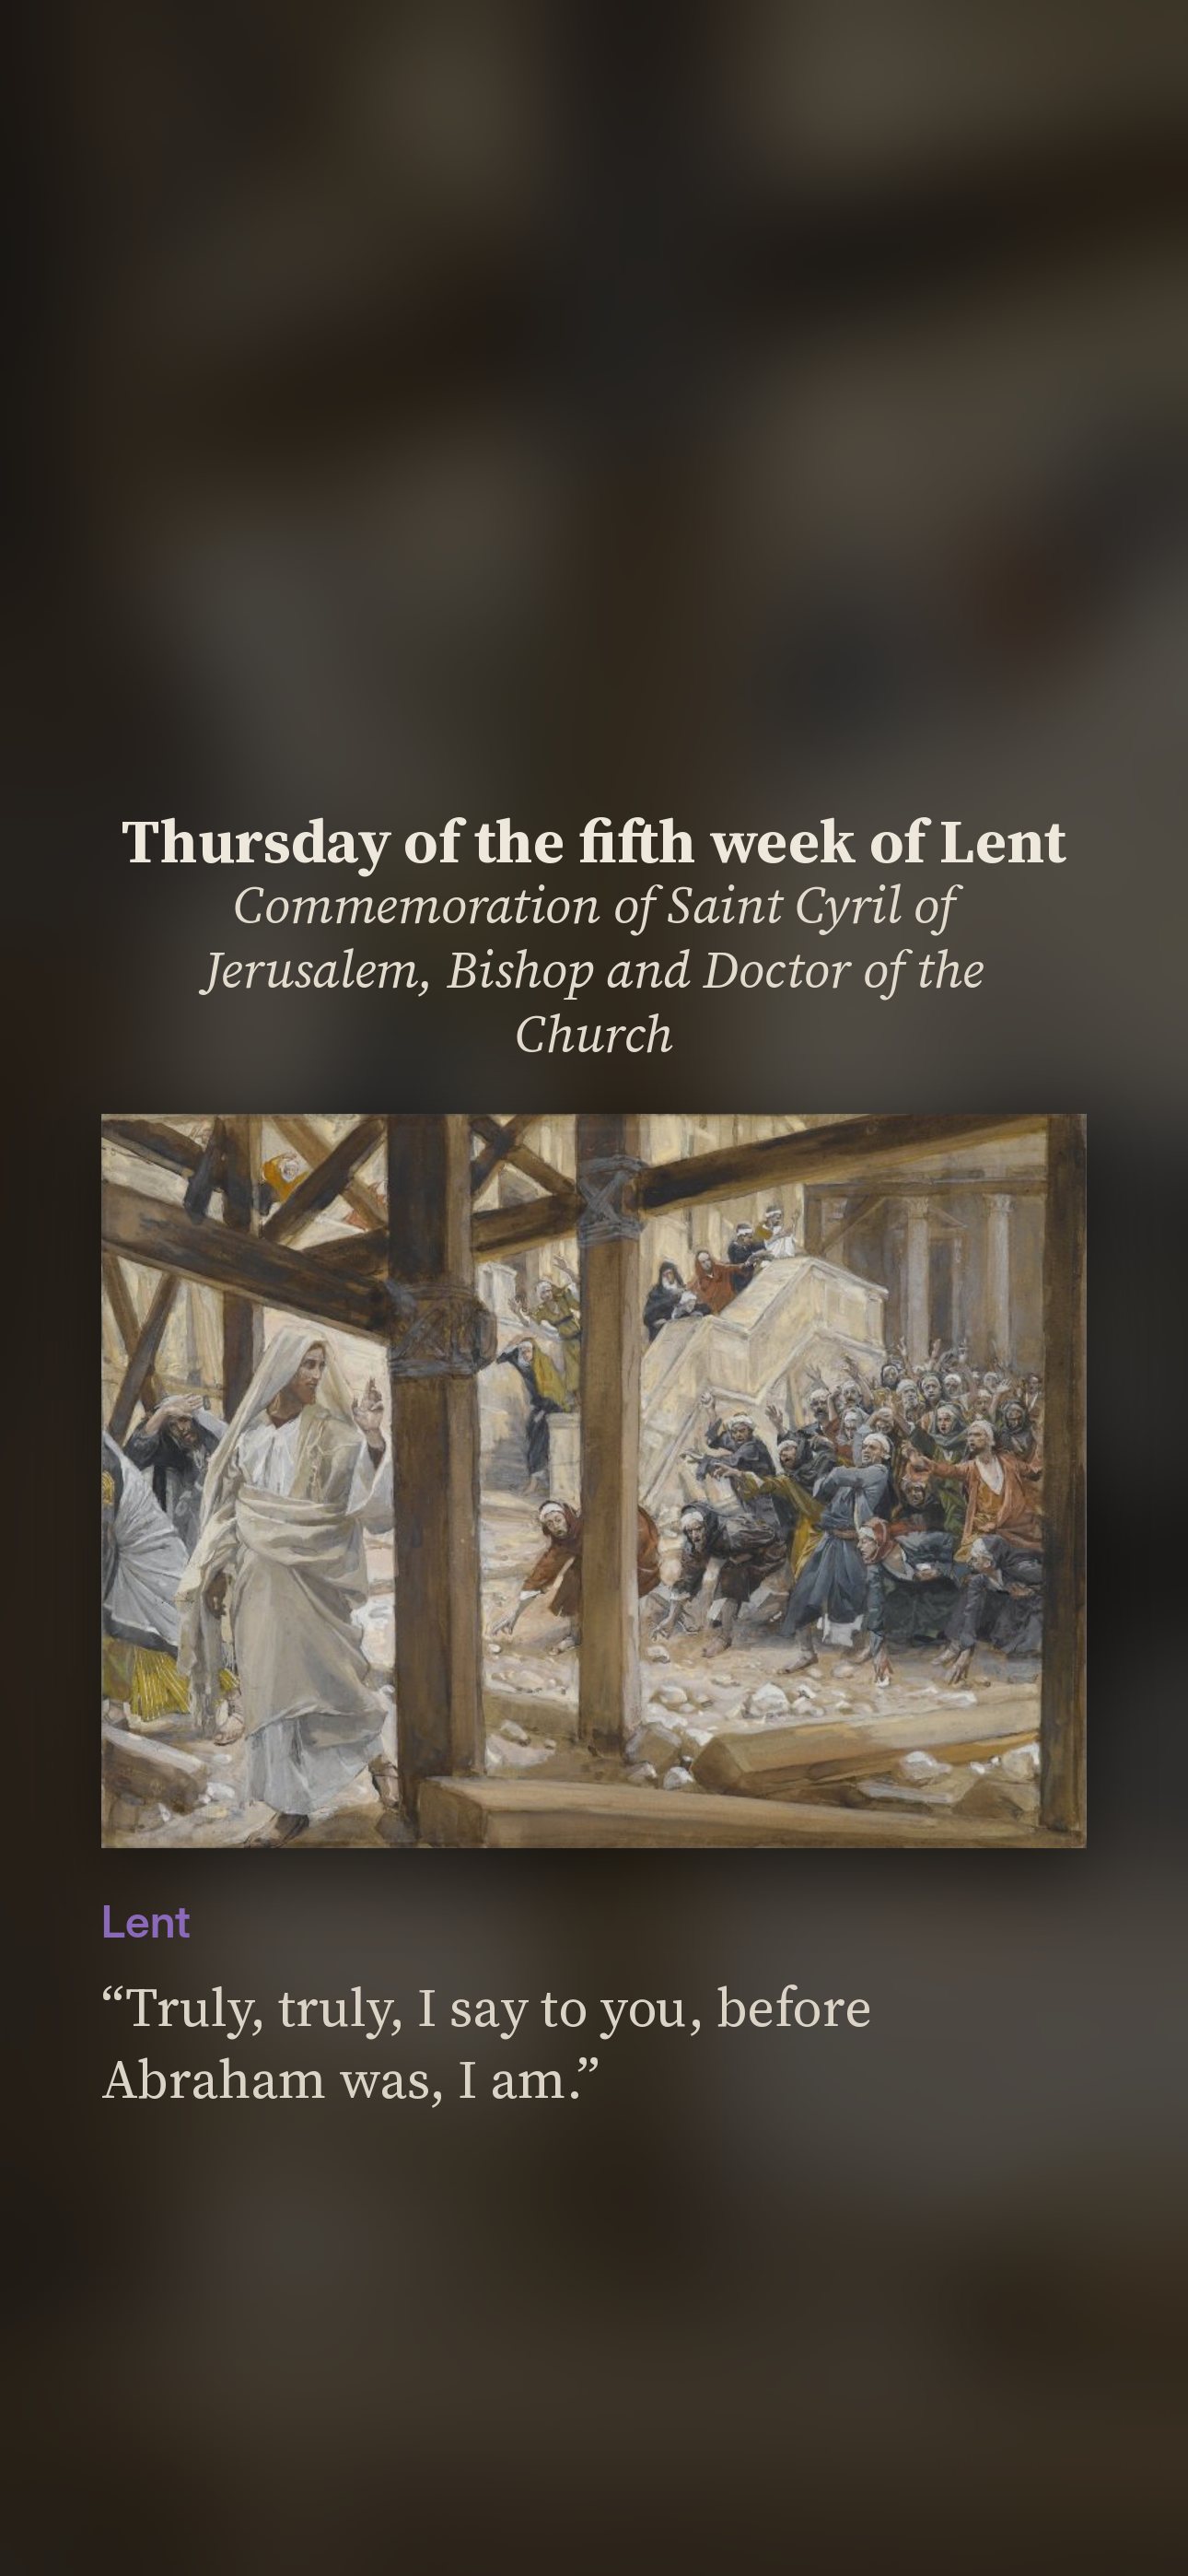 Thursday of the fifth week of Lent
Commemoration of Saint Cyril of
Jerusalem, Bishop and Doctor of the
Church
Lent
“Truly, truly, I say to you, before
Abraham was, I am.”